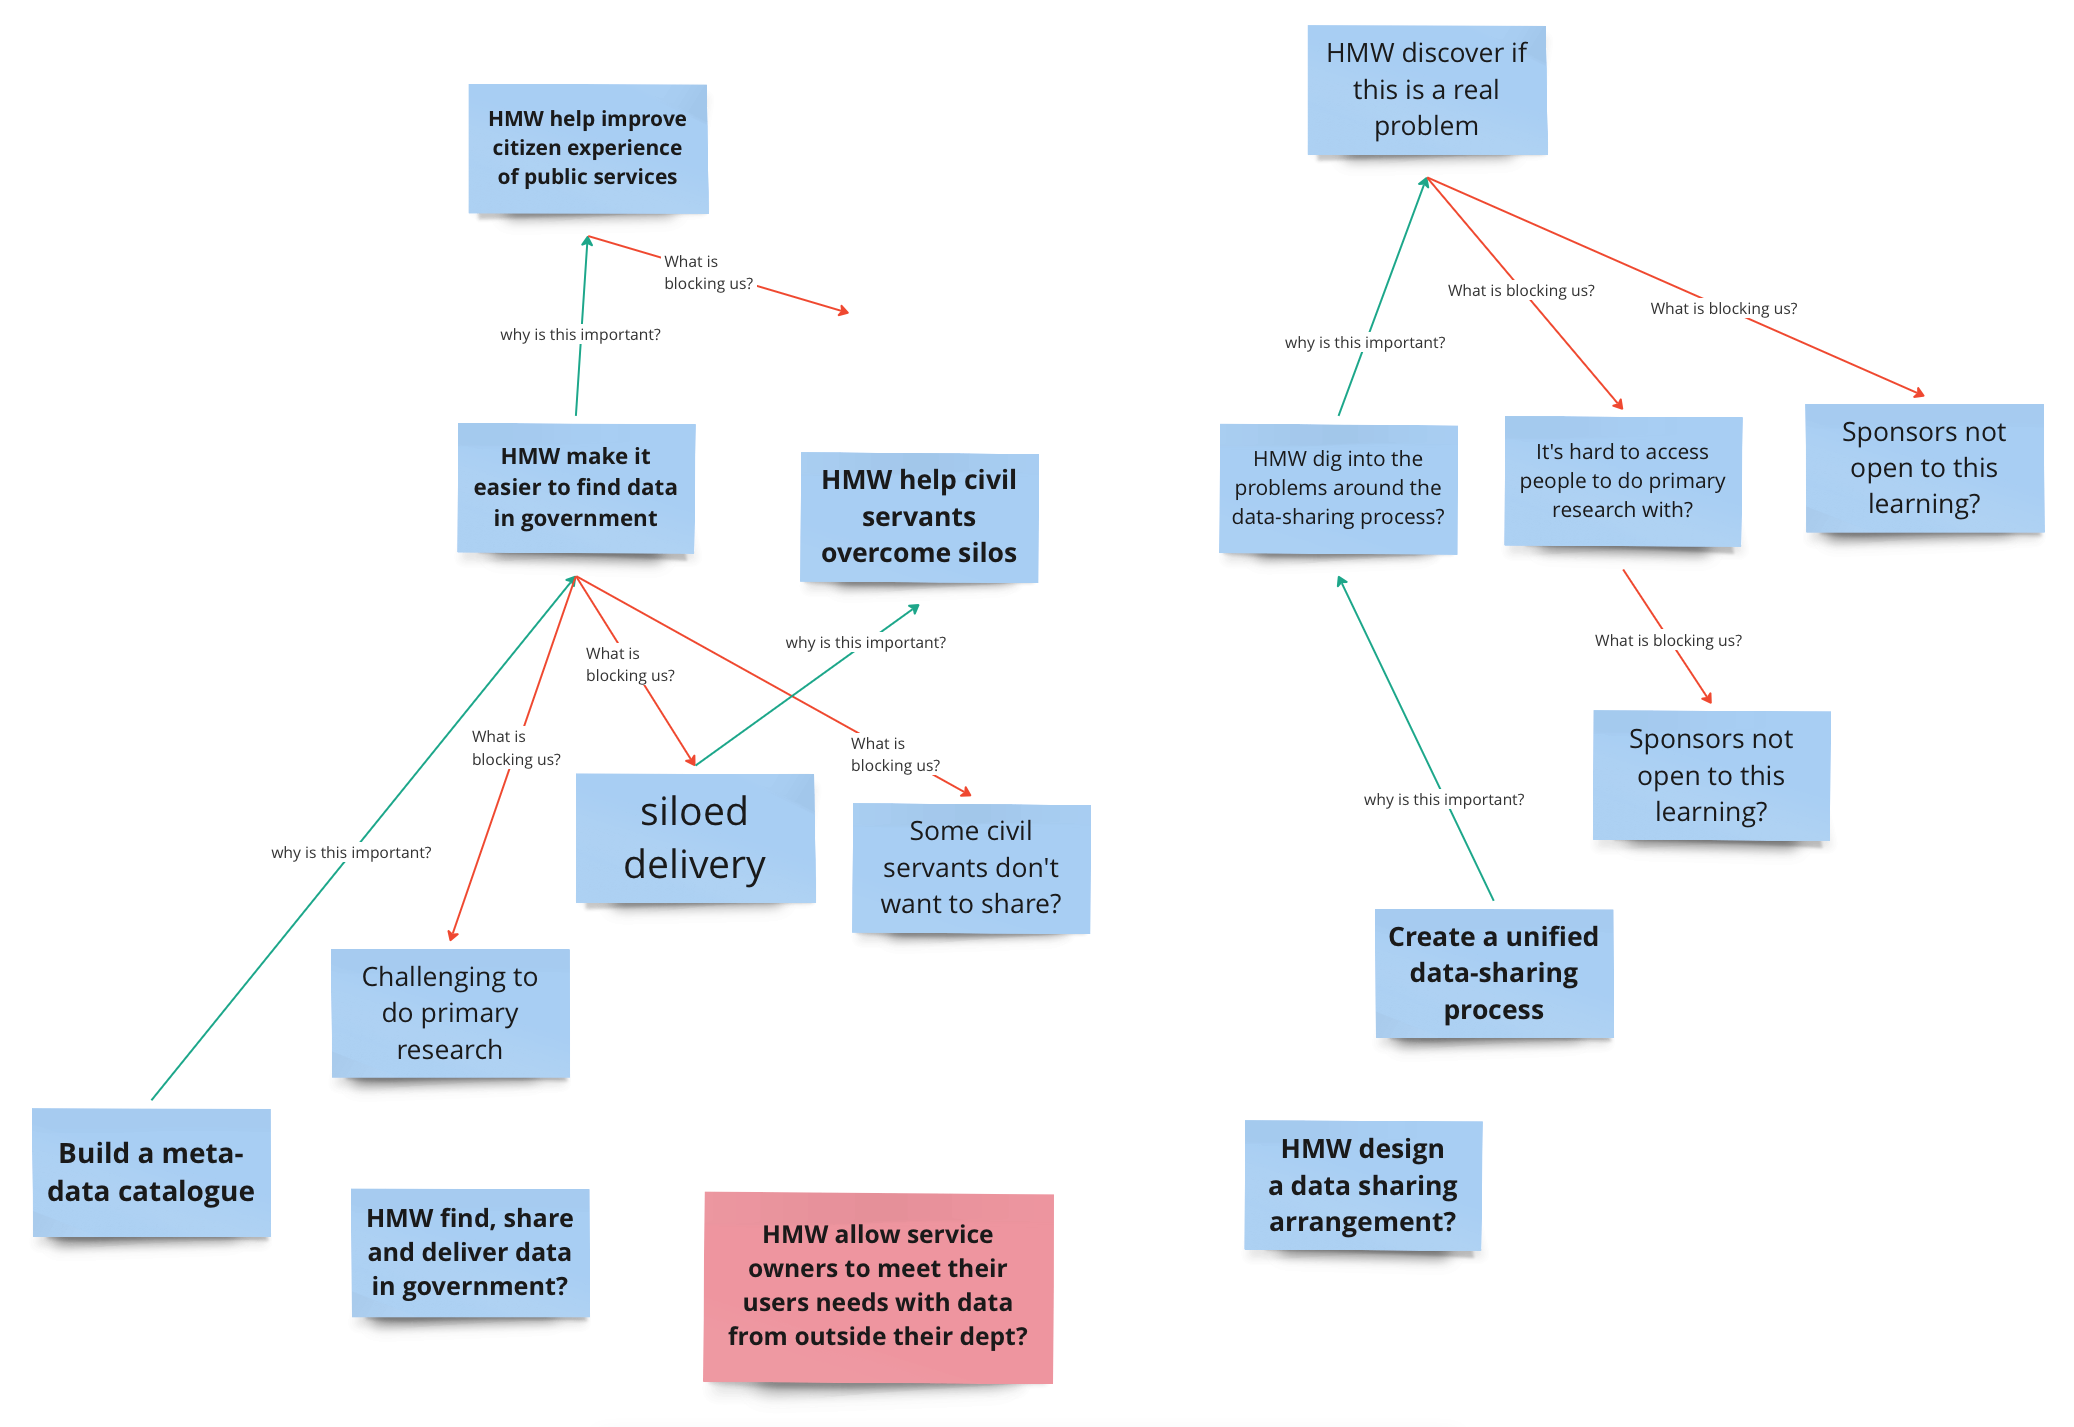 HMW discover if
this is a real
problem
HMW help improve
citizen experience
of public services
What is
blocking us?
why is this important?
What is blocking us?
What is blocking us?
why is this important?
HMW make it
easier to find data
in government
HMW help civil
servants
overcome silos
HMW dig into the
problems around the
data-sharing process?
It's hard to access
people to do primary
research with?
Sponsors not
open to this
learning?
What is
blocking us?
why is this important?
What is blocking us?
What is
blocking us?
What is
blocking us?
why is this important?
siloed
delivery
Some civil
servants don't
want to share?
Sponsors not
open to this
learning?
why is this important?
Challenging to
do primary
research
Create a unified
data-sharing
process
Build a meta-
data catalogue
HMW find, share
and deliver data
in government?
HMW allow service
owners to meet their
users needs with data
from outside their dept?
HMW design
a data sharing
arrangement?